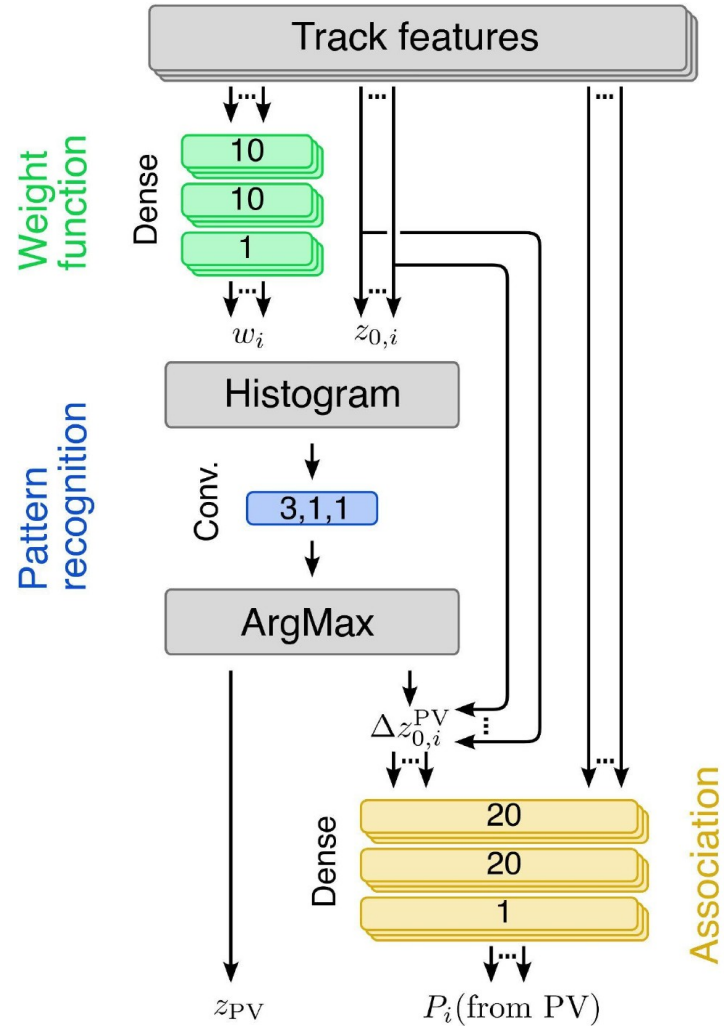 Track features
...
...
...
Weight
function
Dense
10
10
1
...
...
w_i
z_{0,i}
Histogram
Pattern
recognition
Conv.
3,1,1
ArgMax
Δz_{0,i}^{PV}
...
...
...
Dense
20
20
1
Association
...
z_{PV}
P_i(from PV)